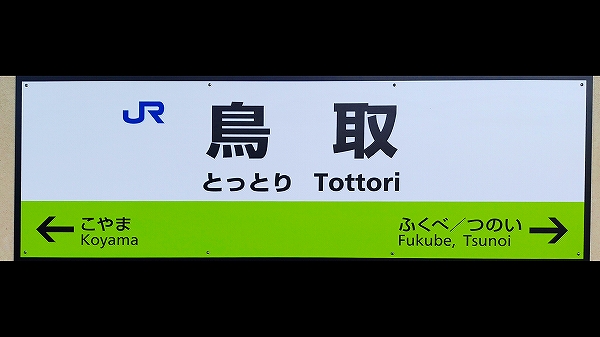 JR
鳥取
とっとり Tottori
こやま
Koyama
ふくべ／つのい
Fukube, Tsunoi